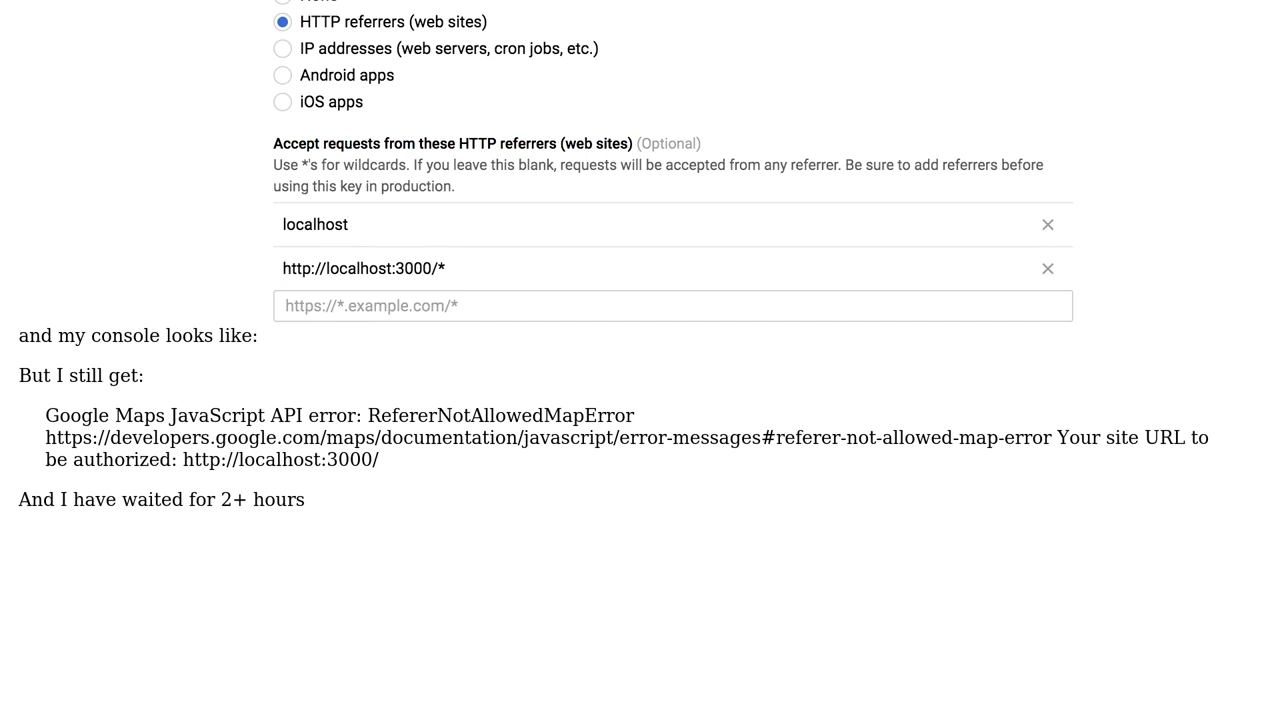 HTTP referrers (web sites)
IP addresses (web servers, cron jobs, etc.)
Android apps
iOS apps
Accept requests from these HTTP referrers (web sites) (Optional)
Use *'s for wildcards. If you leave this blank, requests will be accepted from any referrer. Be sure to add referrers before
using this key in production.
localhost
http://localhost:3000/*
https://*.example.com/*
and my console looks like:
But I still get:
Google Maps JavaScript API error: RefererNotAllowedMapError
https://developers.google.com/maps/documentation/javascript/error-messages#referer-not-allowed-map-error Your site URL to
be authorized: http://localhost:3000/
And I have waited for 2+ hours